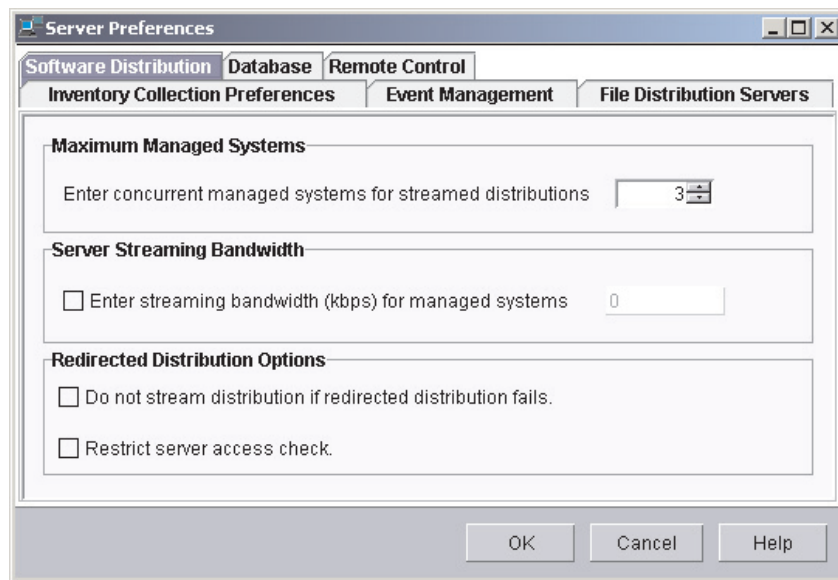 Server Preferences
Software Distribution Database Remote Control
Inventory Collection Preferences Event Management File Distribution Servers
Maximum Managed Systems
Enter concurrent managed systems for streamed distributions 3
Server Streaming Bandwidth
Enter streaming bandwidth (kbps) for managed systems 0
Redirected Distribution Options
Do not stream distribution if redirected distribution fails.
Restrict server access check.
OK Cancel Help